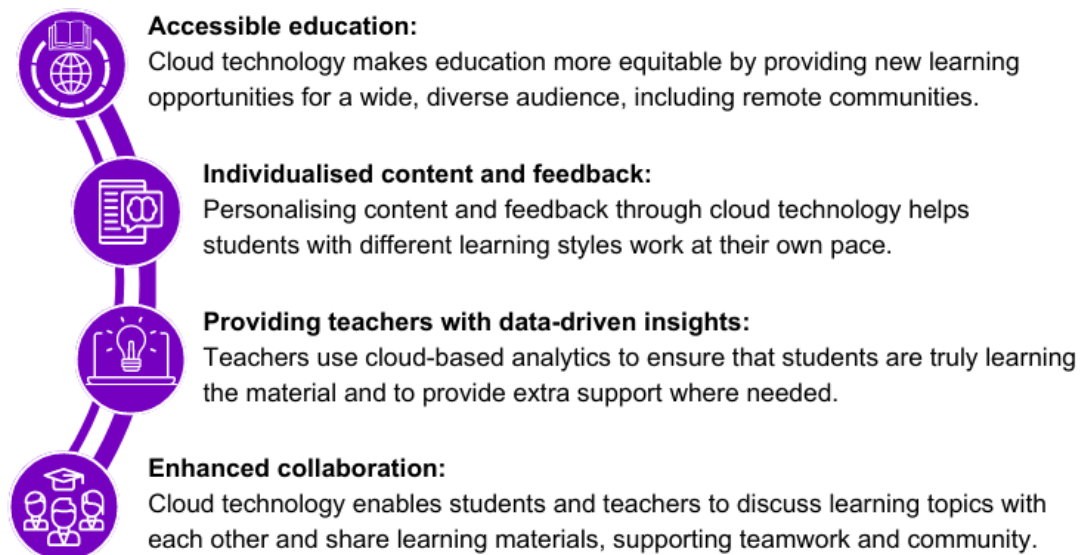 Accessible education:
Cloud technology makes education more equitable by providing new learning
opportunities for a wide, diverse audience, including remote communities.
Individualised content and feedback:
Personalising content and feedback through cloud technology helps
students with different learning styles work at their own pace.
Providing teachers with data-driven insights:
Teachers use cloud-based analytics to ensure that students are truly learning
the material and to provide extra support where needed.
Enhanced collaboration:
Cloud technology enables students and teachers to discuss learning topics with
each other and share learning materials, supporting teamwork and community.